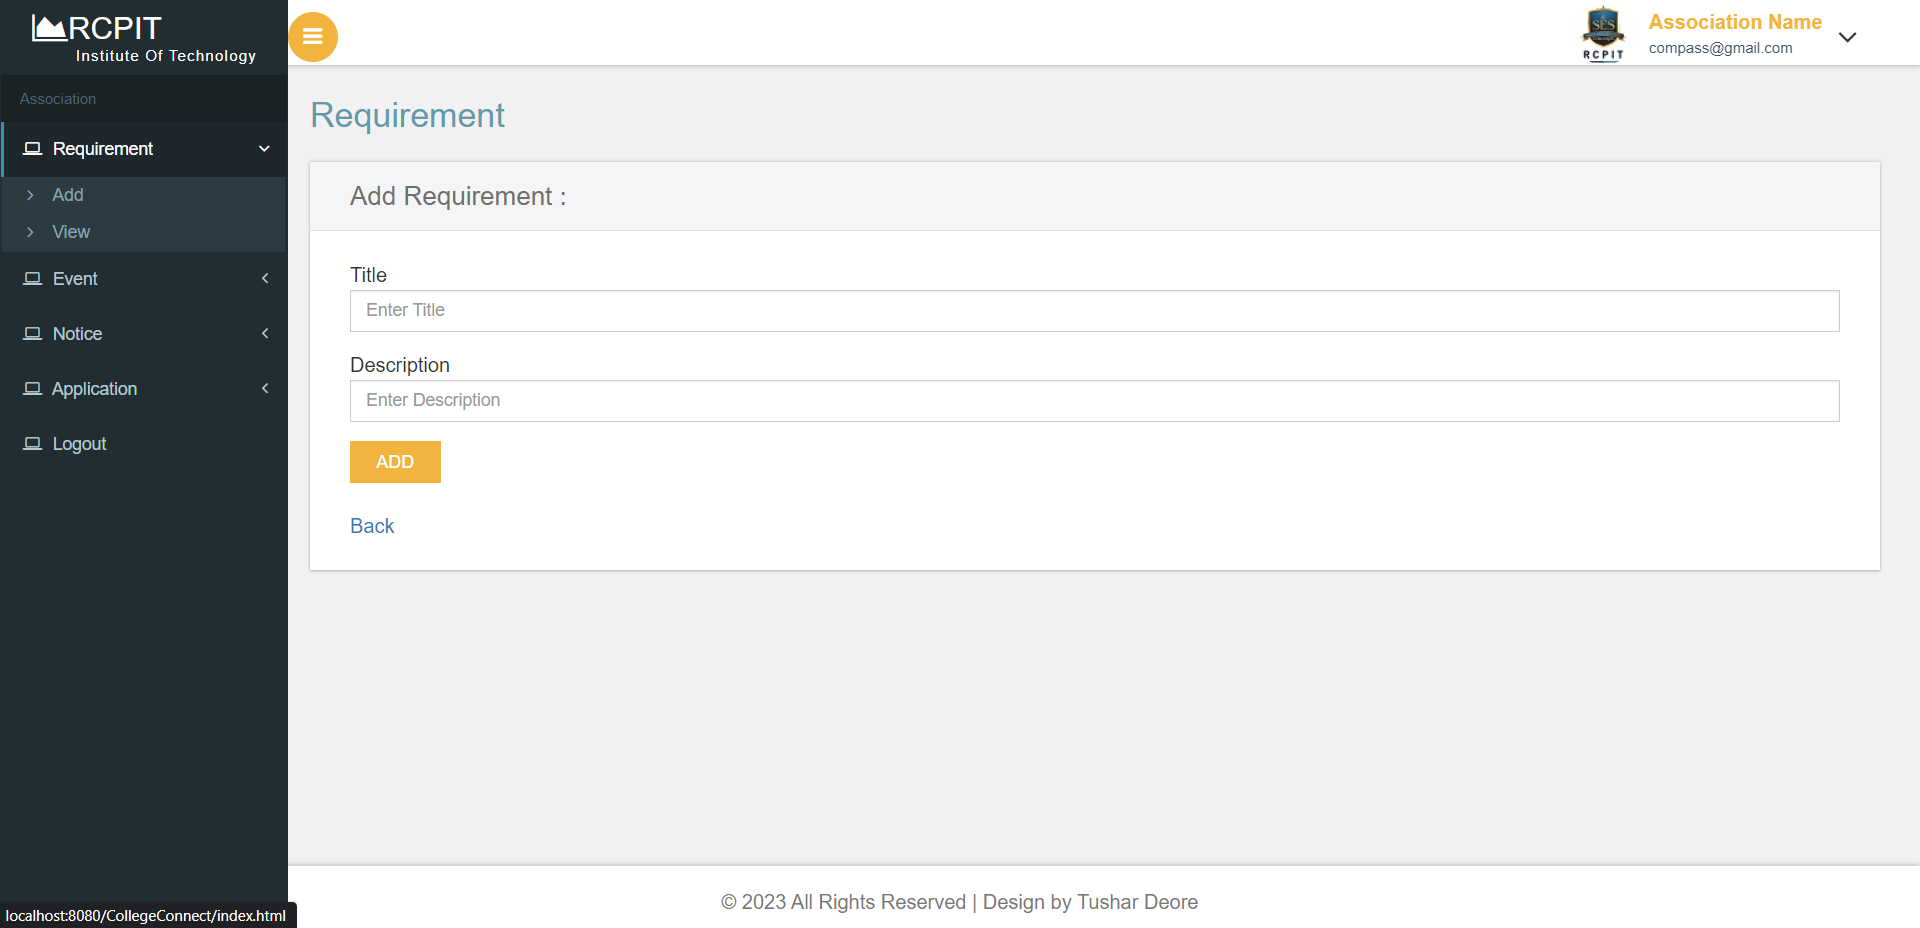 RCPIT
Institute Of Technology
Association
Requirement
Add
View
Event
Notice
Application
Logout
SES
RCPIT
Association Name
compass@gmail.com
Requirement
Add Requirement :
Title
Enter Title
Description
Enter Description
ADD
Back
© 2023 All Rights Reserved | Design by Tushar Deore
localhost:8080/CollegeConnect/index.html